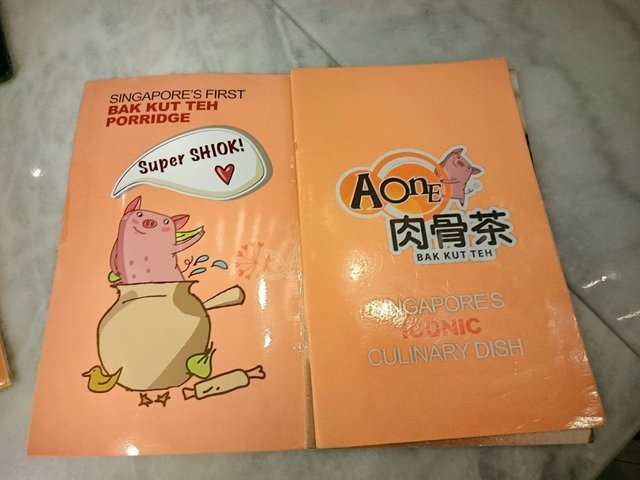 SINGAPORE'S FIRST
BAK KUT TEH
PORRIDGE
Super SHIOK!
AONE
肉骨茶
BAK KUT TEH
SINGAPORE'S
ICONIC
CULINARY DISH